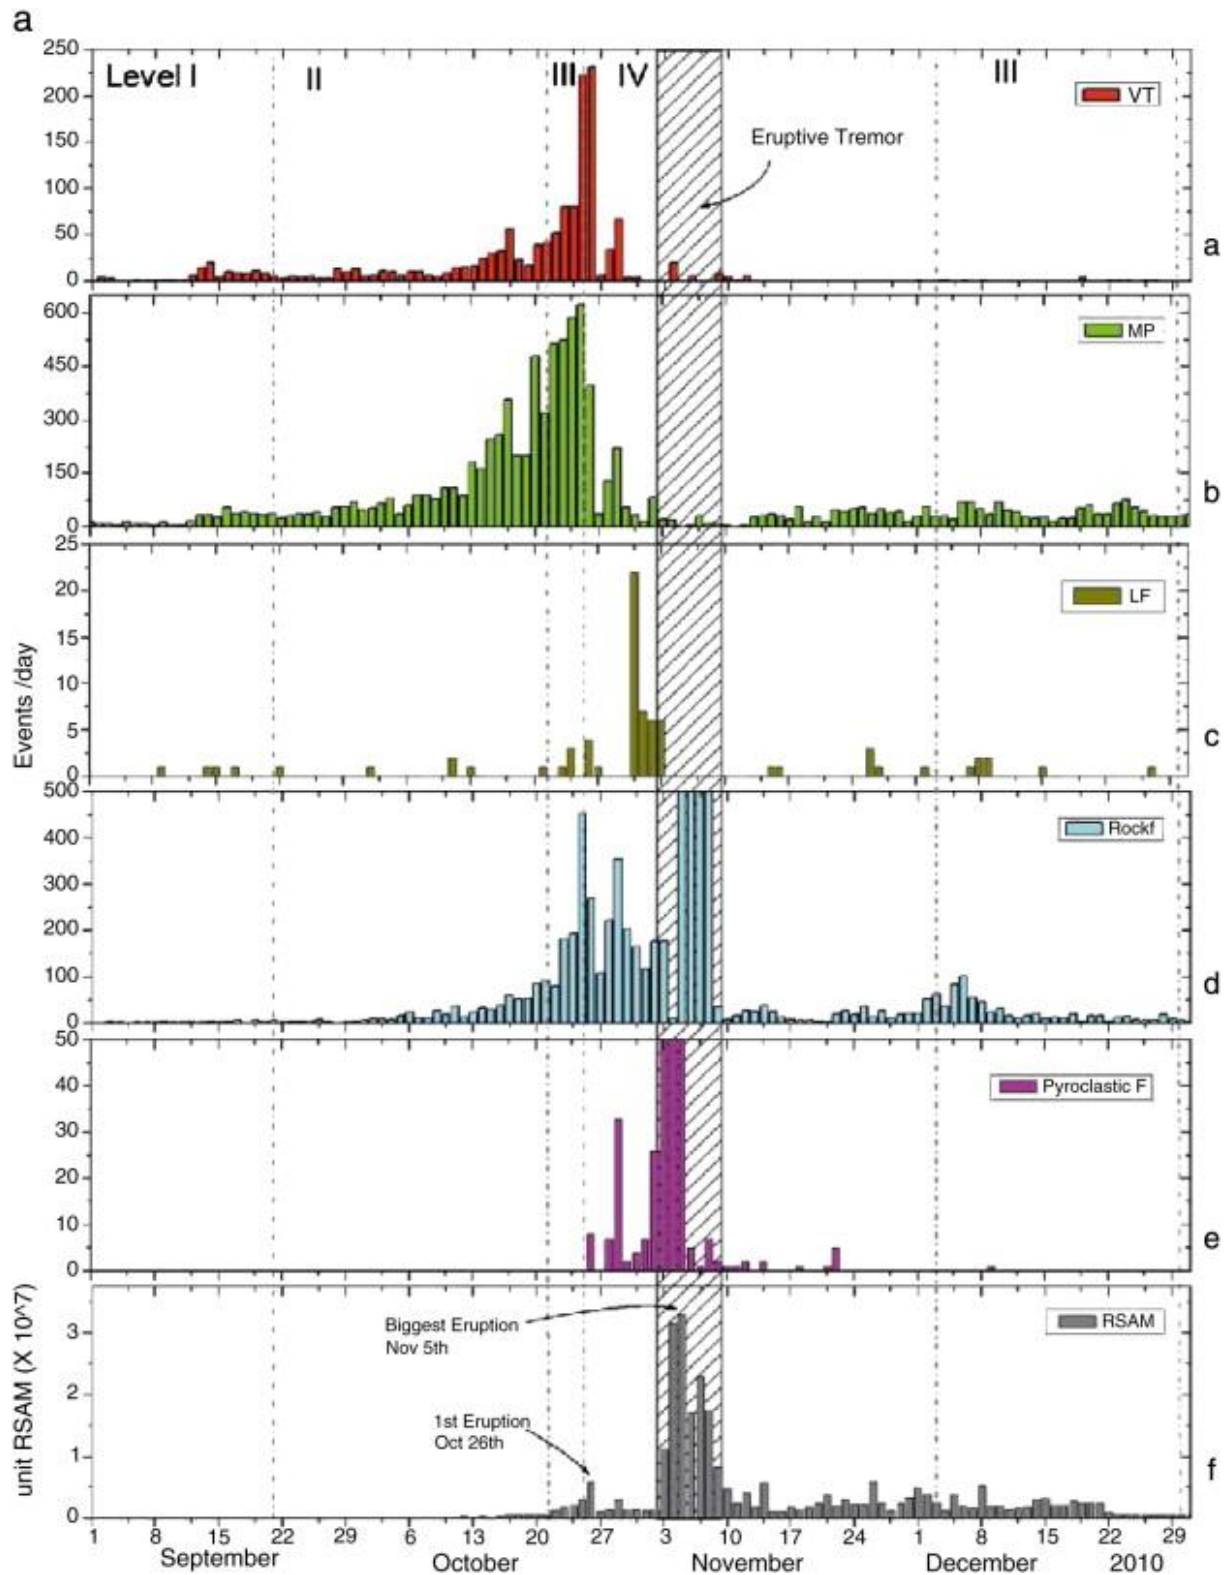 a
250
200
150
100
50
0
Level I
II
III
IV
III
VT
Eruptive Tremor
a
600
450
300
150
0
MP
b
25
20
15
10
5
0
LF
c
Events /day
500
400
300
200
100
0
Rockf
d
50
40
30
20
10
0
Pyroclastic F
e
3
2
1
0
unit RSAM (X 10^7)
Biggest Eruption
Nov 5th
1st Eruption
Oct 26th
RSAM
f
1 8 15 22 29 6 13 20 27 3 10 17 24 1 8 15 22 29
September October November December 2010